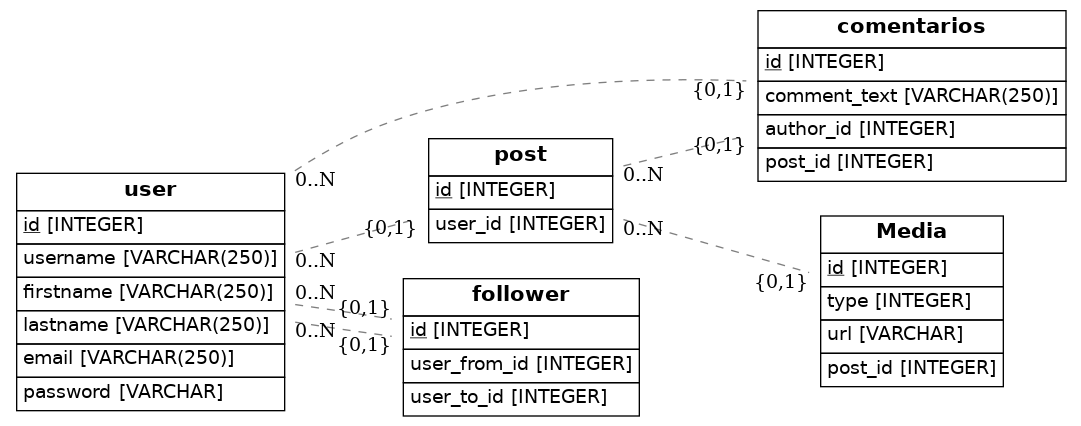 comentarios
id [INTEGER]
comment_text [VARCHAR(250)]
author_id [INTEGER]
post_id [INTEGER]
{0,1}
{0,1}
post
id [INTEGER]
user_id [INTEGER]
0..N
0..N
user
id [INTEGER]
username [VARCHAR(250)]
firstname [VARCHAR(250)]
lastname [VARCHAR(250)]
email [VARCHAR(250)]
password [VARCHAR]
0..N
0..N
0..N
0..N
{0,1}
{0,1}
{0,1}
follower
id [INTEGER]
user_from_id [INTEGER]
user_to_id [INTEGER]
{0,1}
Media
id [INTEGER]
type [INTEGER]
url [VARCHAR]
post_id [INTEGER]